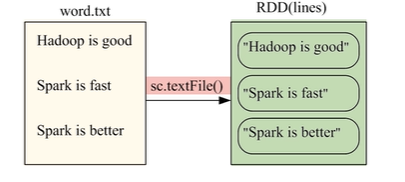 word.txt
RDD(lines)
Hadoop is good
Spark is fast
Spark is better
sc.textFile()
"Hadoop is good"
"Spark is fast"
"Spark is better"